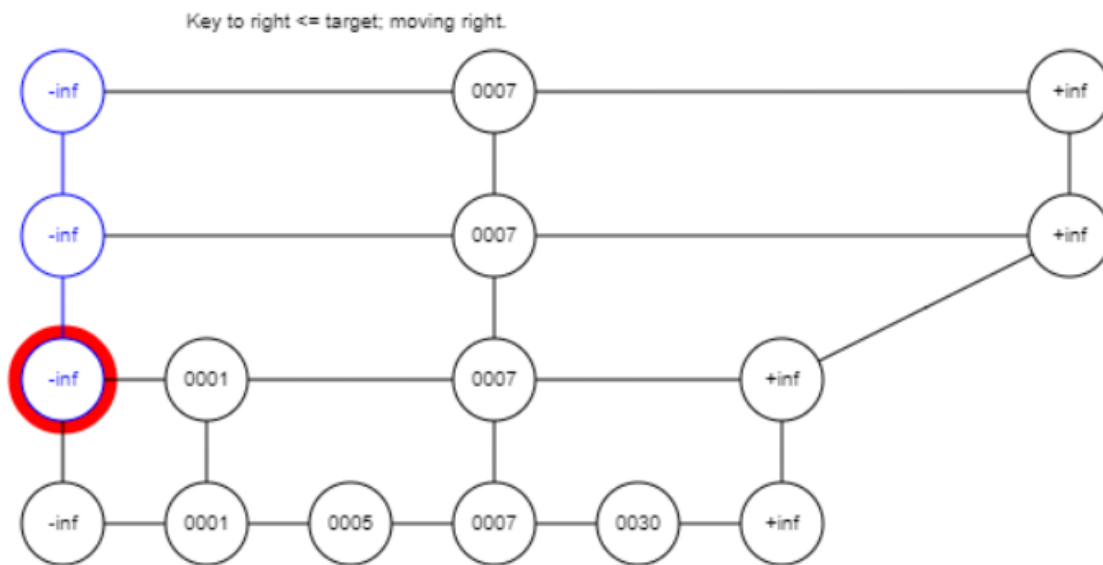 Key to right <= target; moving right.
-inf 0007 +inf
-inf 0007 +inf
-inf 0001 0007 +inf
-inf 0001 0005 0007 0030 +inf